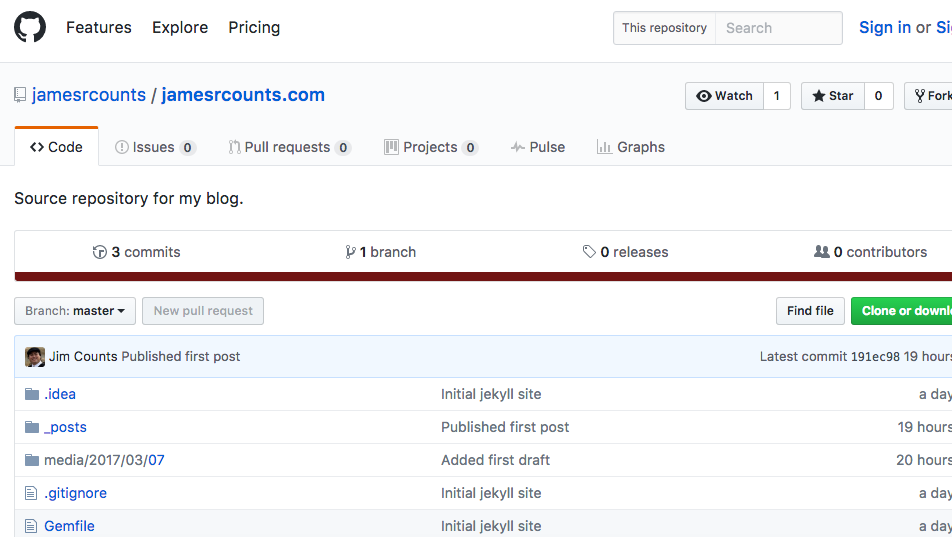 Features Explore Pricing This repository Search Sign in or Si
jamesrcounts / jamesrcounts.com Watch 1 Star 0 Fork
Code Issues 0 Pull requests 0 Projects 0 Pulse Graphs
Source repository for my blog.
3 commits 1 branch 0 releases 0 contributors
Branch: master New pull request Find file Clone or downlo
Jim Counts Published first post Latest commit 191ec98 19 hours
.idea Initial jekyll site a day
_posts Published first post 19 hours
media/2017/03/07 Added first draft 20 hours
.gitignore Initial jekyll site a day
Gemfile Initial jekyll site a day